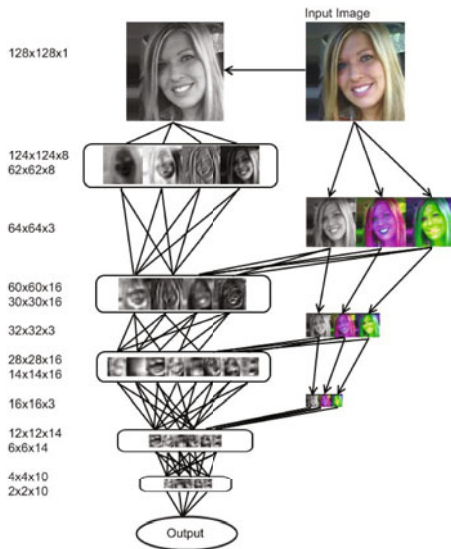 Input Image
128x128x1
124x124x8
62x62x8
64x64x3
60x60x16
30x30x16
32x32x3
28x28x16
14x14x16
16x16x3
12x12x14
6x6x14
4x4x10
2x2x10
Output